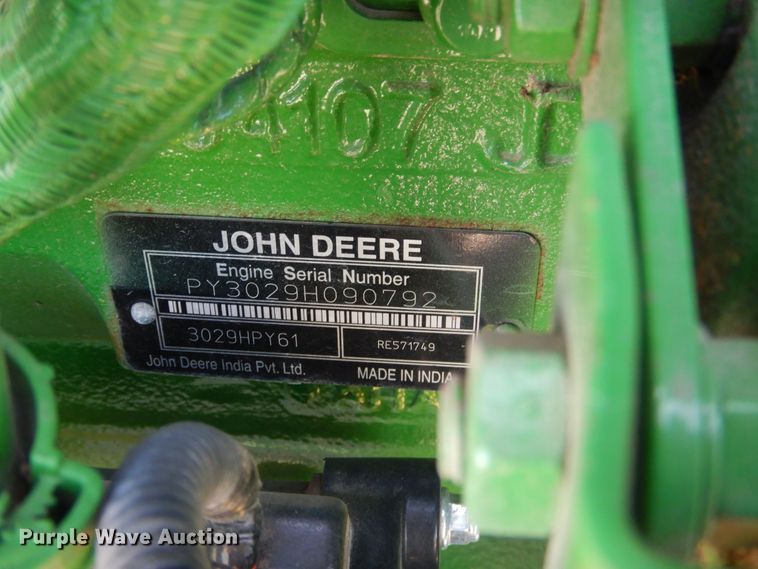 107 JD
JOHN DEERE
Engine Serial Number
PY3029H090792
3029HPY61
RE571749
John Deere India Pvt. Ltd.
MADE IN INDIA
Purple Wave Auction